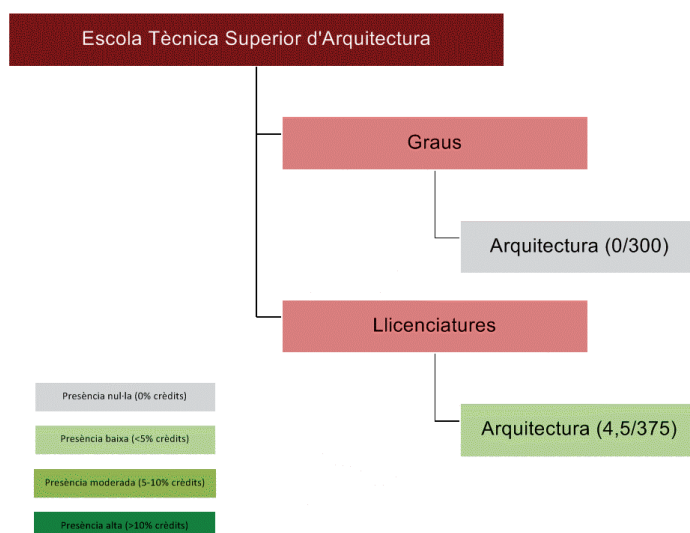 Escola Tècnica Superior d'Arquitectura
Graus
Arquitectura (0/300)
Llicenciatures
Arquitectura (4,5/375)
Presència nul·la (0% crèdits)
Presència baixa (<5% crèdits)
Presència moderada (5-10% crèdits)
Presència alta (>10% crèdits)